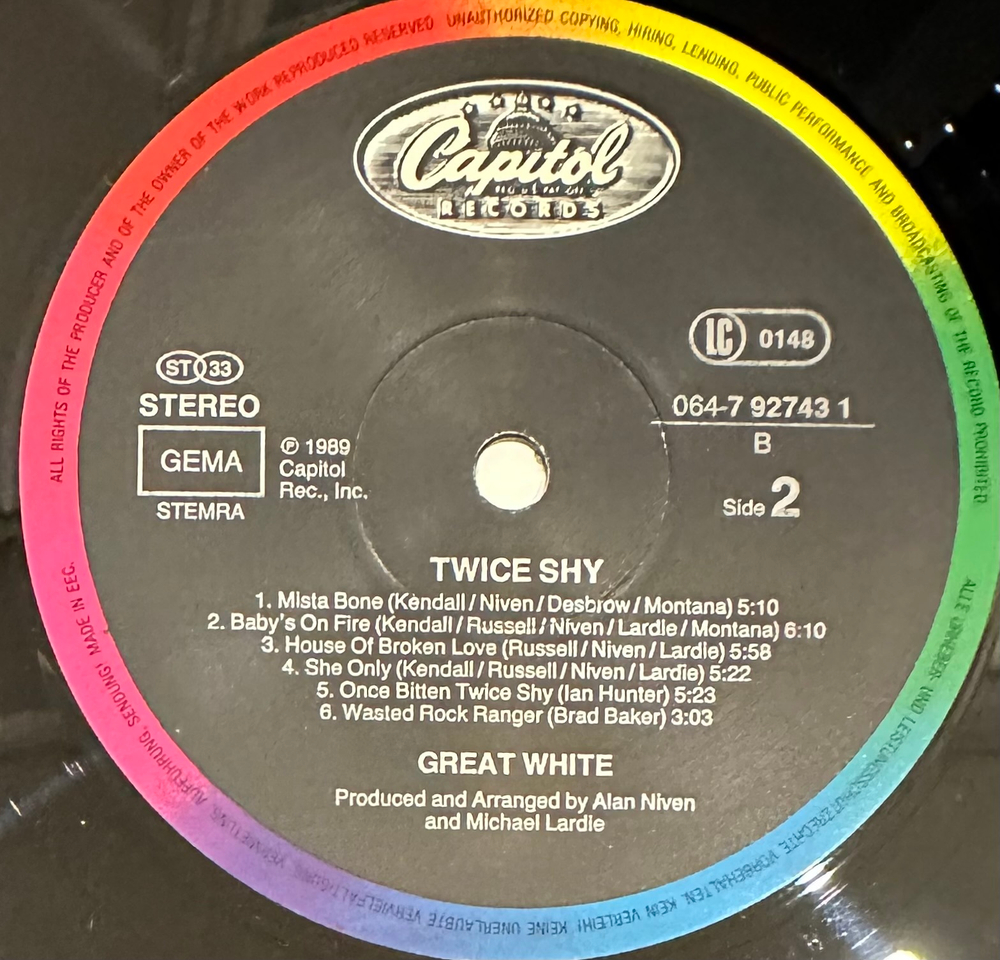 ALL RIGHTS OF THE PRODUCER AND OF THE OWNER OF THE WORK REPRODUCED RESERVED UNAUTHORIZED COPYING, HIRING, LENDING, PUBLIC PERFORMANCE AND BROADCASTING OF THE RECORD PROHIBITED
Capitol
RECORDS
LC 0148
ST 33
STEREO
GEMA
STEMRA
℗ 1989
Capitol
Rec., Inc.
064-7 92743 1
B
Side 2
TWICE SHY
1. Mista Bone (Kendall / Niven / Desbrow / Montana) 5:10
2. Baby's On Fire (Kendall / Russell / Niven / Lardie / Montana) 6:10
3. House Of Broken Love (Russell / Niven / Lardie) 5:58
4. She Only (Kendall / Russell / Niven / Lardie) 5:22
5. Once Bitten Twice Shy (Ian Hunter) 5:23
6. Wasted Rock Ranger (Brad Baker) 3:03
GREAT WHITE
Produced and Arranged by Alan Niven
and Michael Lardie
ALLE URHEBER- UND LEISTUNGSSCHUTZRECHTE VORBEHALTEN. KEIN VERLEIH! KEINE UNERLAUBTE VERVIELFÄLTIGUNG, VERMIETUNG, AUFFÜHRUNG, SENDUNG! MADE IN EEC.